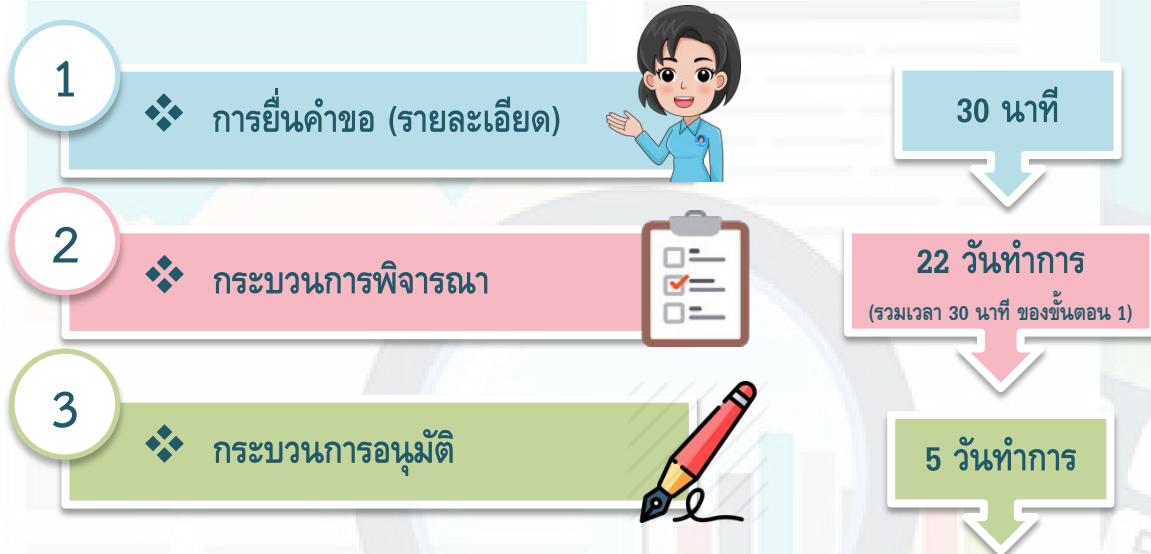 1
❖ การยื่นคำขอ (รายละเอียด)
30 นาที
2
❖ กระบวนการพิจารณา
22 วันทำการ
(รวมเวลา 30 นาที ของขั้นตอน 1)
3
❖ กระบวนการอนุมัติ
5 วันทำการ